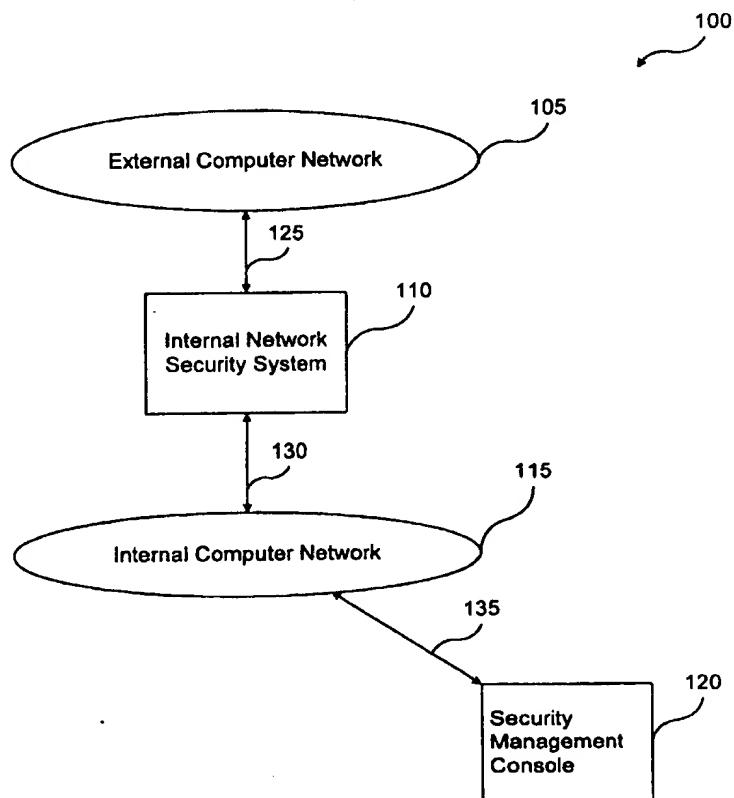 100
105
External Computer Network
125
110
Internal Network
Security System
130
115
Internal Computer Network
135
120
Security
Management
Console